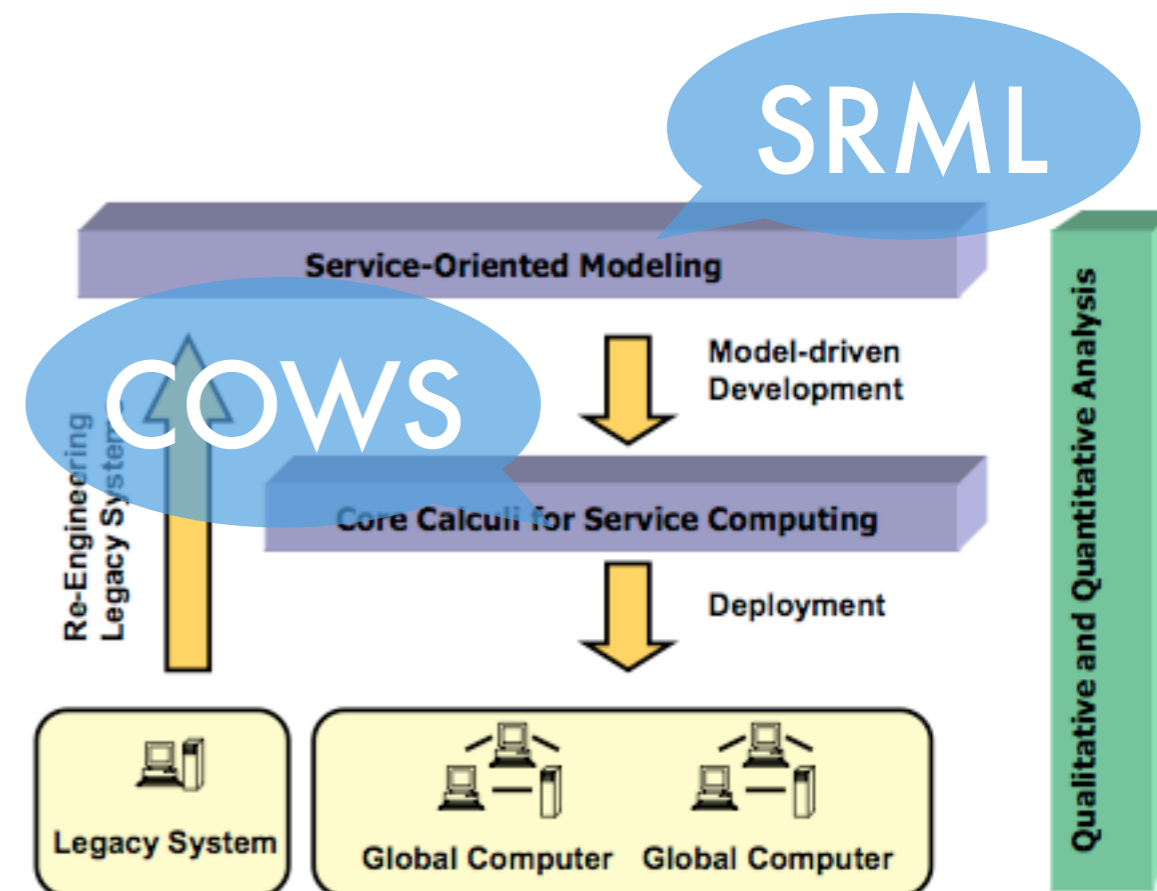 SRML
Service-Oriented Modeling
COWS
Model-driven
Development
Re-Engineering
Legacy Systems
Core Calculi for Service Computing
Deployment
Qualitative and Quantitative Analysis
Legacy System
Global Computer
Global Computer